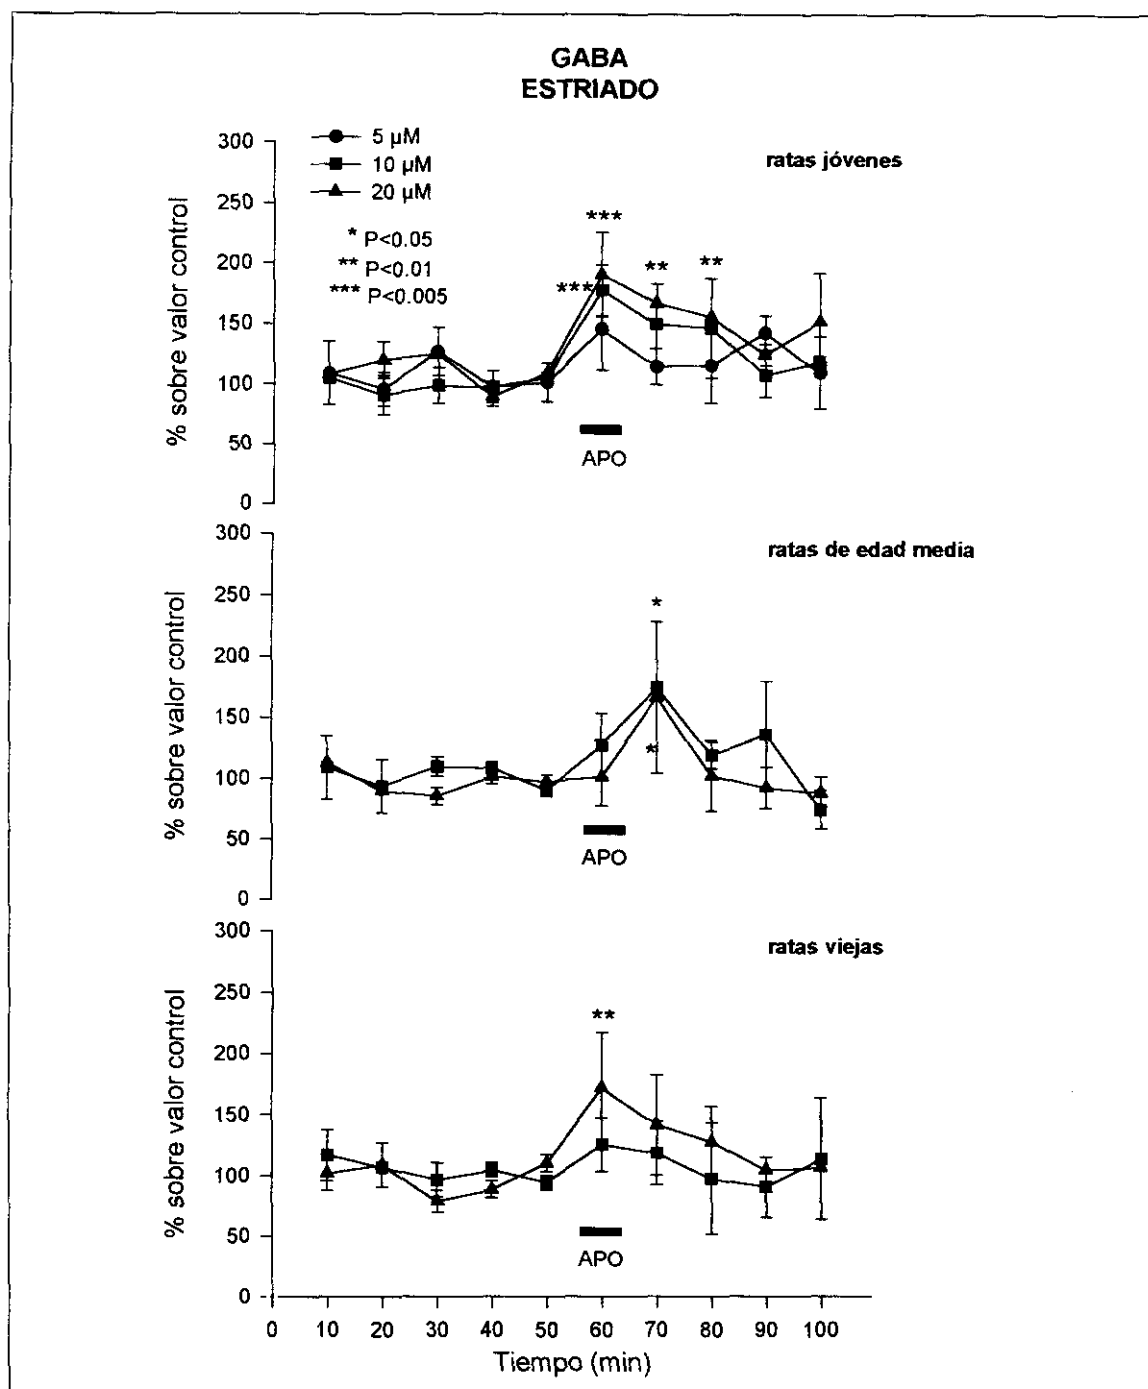 GABA
ESTRIADO
300
250
200
150
100
50
0
% sobre valor control
5 µM
10 µM
20 µM
* P<0.05
** P<0.01
*** P<0.005
ratas jóvenes
***
***
**
**
APO
300
250
200
150
100
50
0
% sobre valor control
ratas de edad media
*
*
APO
300
250
200
150
100
50
0
% sobre valor control
ratas viejas
**
APO
0 10 20 30 40 50 60 70 80 90 100
Tiempo (min)